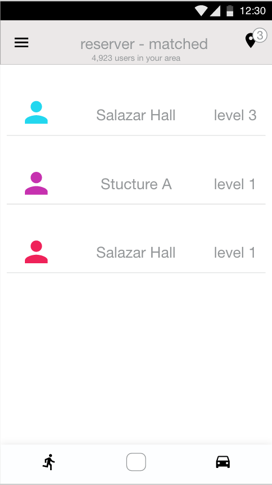 12:30
reserver - matched
3
4,923 users in your area
Salazar Hall level 3
Stucture A level 1
Salazar Hall level 1